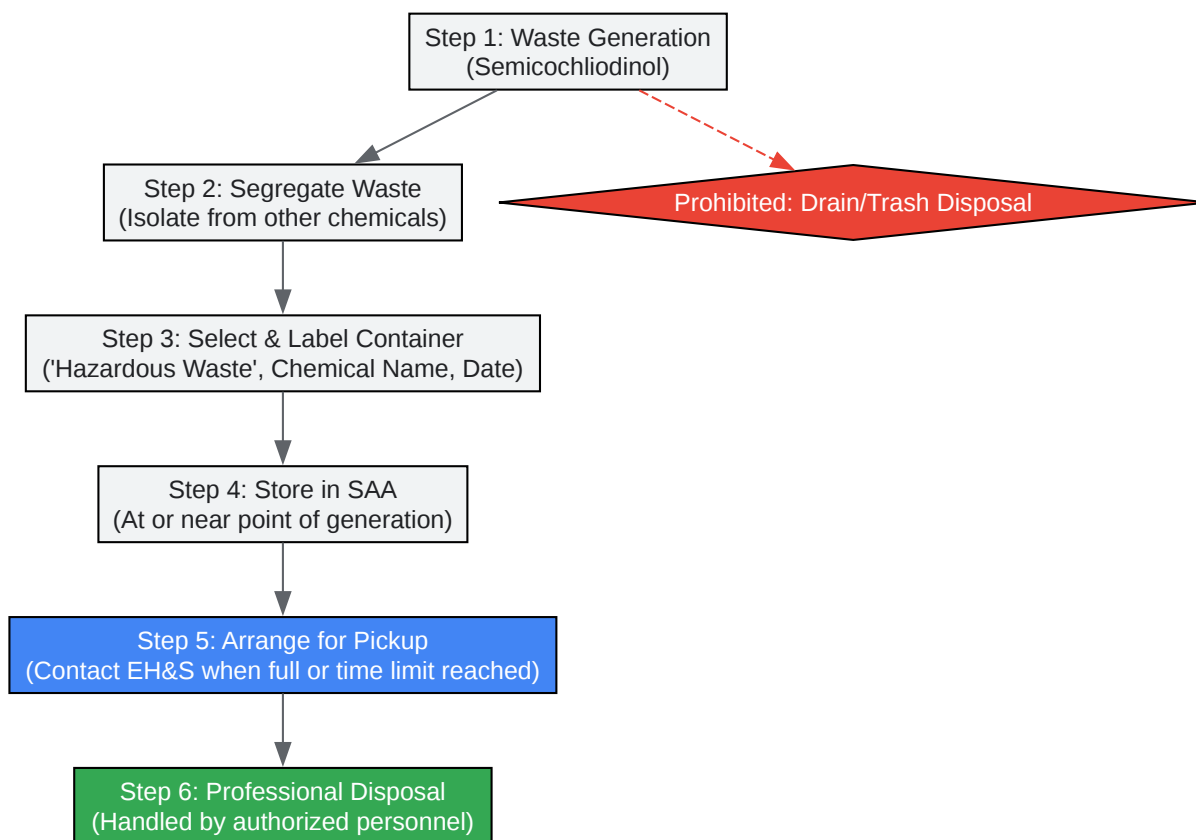 Step 1: Waste Generation
(Semicochliodinol)
Step 2: Segregate Waste
(Isolate from other chemicals)
Prohibited: Drain/Trash Disposal
Step 3: Select & Label Container
('Hazardous Waste', Chemical Name, Date)
Step 4: Store in SAA
(At or near point of generation)
Step 5: Arrange for Pickup
(Contact EH&S when full or time limit reached)
Step 6: Professional Disposal
(Handled by authorized personnel)